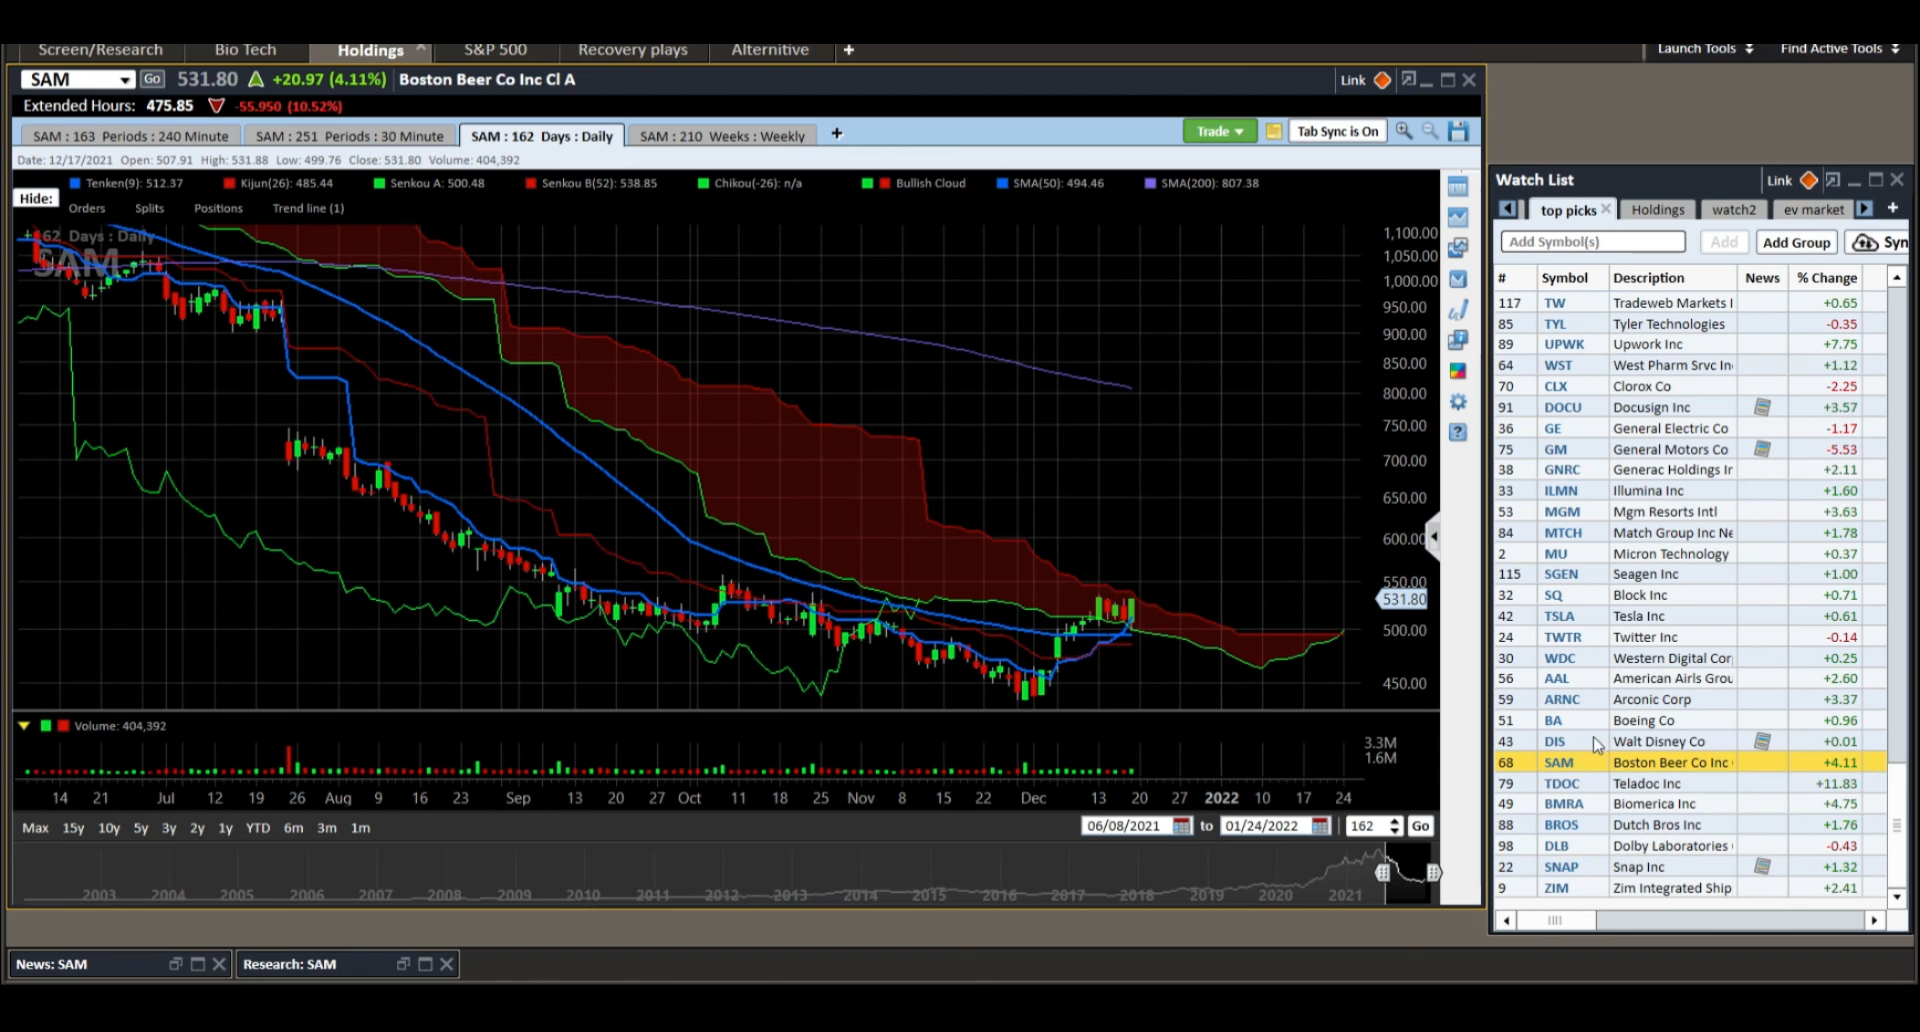 Screen/Research Bio Tech Holdings S&P 500 Recovery plays Alternitive + Launch Tools Find Active Tools
SAM Go 531.80 +20.97 (4.11%) Boston Beer Co Inc Cl A Link
Extended Hours: 475.85 -55.950 (10.52%)
SAM : 163 Periods : 240 Minute SAM : 251 Periods : 30 Minute SAM : 162 Days : Daily SAM : 210 Weeks : Weekly + Trade Tab Sync is On
Date: 12/17/2021 Open: 507.91 High: 531.88 Low: 499.76 Close: 531.80 Volume: 404,392
Tenken(9): 512.37 Kijun(26): 485.44 Senkou A: 500.48 Senkou B(52): 538.85 Chikou(-26): n/a Bullish Cloud SMA(50): 494.46 SMA(200): 807.38
Hide: Orders Splits Positions Trend line (1)
162 Days : Daily
SAM
1,100.00
1,050.00
1,000.00
950.00
900.00
850.00
800.00
750.00
700.00
650.00
600.00
550.00
531.80
500.00
450.00
Volume: 404,392
3.3M
1.6M
14 21 Jul 12 19 26 Aug 9 16 23 Sep 13 20 27 Oct 11 18 25 Nov 8 15 22 Dec 13 20 27 2022 10 17 24
Max 15y 10y 5y 3y 2y 1y YTD 6m 3m 1m 06/08/2021 to 01/24/2022 162 Go
2003 2004 2005 2006 2007 2008 2009 2010 2011 2012 2013 2014 2015 2016 2017 2018 2019 2020 2021
Watch List Link
top picks Holdings watch2 ev market +
Add Symbol(s) Add Add Group Syn
# Symbol Description News % Change
117 TW Tradeweb Markets I +0.65
85 TYL Tyler Technologies -0.35
89 UPWK Upwork Inc +7.75
64 WST West Pharm Srvc In +1.12
70 CLX Clorox Co -2.25
91 DOCU Docusign Inc +3.57
36 GE General Electric Co -1.17
75 GM General Motors Co -5.53
38 GNRC Generac Holdings Ir +2.11
33 ILMN Illumina Inc +1.60
53 MGM Mgm Resorts Intl +3.63
84 MTCH Match Group Inc Ne +1.78
2 MU Micron Technology +0.37
115 SGEN Seagen Inc +1.00
32 SQ Block Inc +0.71
42 TSLA Tesla Inc +0.61
24 TWTR Twitter Inc -0.14
30 WDC Western Digital Cor +0.25
56 AAL American Airls Grou +2.60
59 ARNC Arconic Corp +3.37
51 BA Boeing Co +0.96
43 DIS Walt Disney Co +0.01
68 SAM Boston Beer Co Inc +4.11
79 TDOC Teladoc Inc +11.83
49 BMRA Biomerica Inc +4.75
88 BROS Dutch Bros Inc +1.76
98 DLB Dolby Laboratories -0.43
22 SNAP Snap Inc +1.32
9 ZIM Zim Integrated Ship +2.41
News: SAM Research: SAM